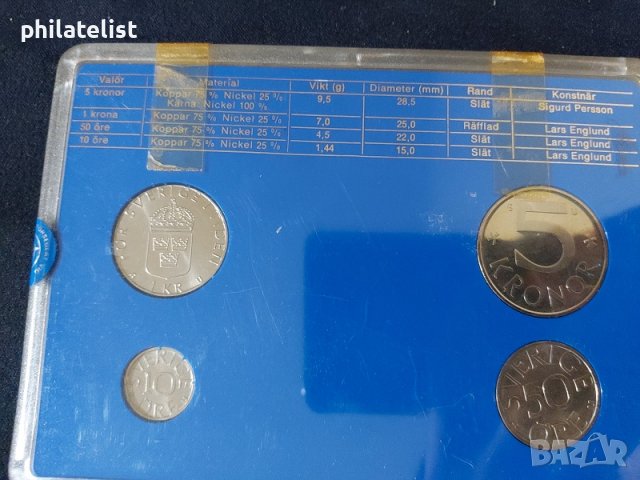 philatelist
Valör Material Vikt (g) Diameter (mm) Rand Konstnär
5 kronor Koppar 75 % Nickel 25 % 9,5 28,5 Slät Sigurd Persson
Kärna: Nickel 100 %
1 krona Koppar 75 % Nickel 25 % 7,0 25,0 Räfflad Lars Englund
50 öre Koppar 75 % Nickel 25 % 4,5 22,0 Slät Lars Englund
10 öre Koppar 75 % Nickel 25 % 1,44 15,0 Slät Lars Englund
SVERIGE
1 KR
5
KRONOR
SVERIGE
10
ÖRE
SVERIGE
50
ÖRE
BAZAR